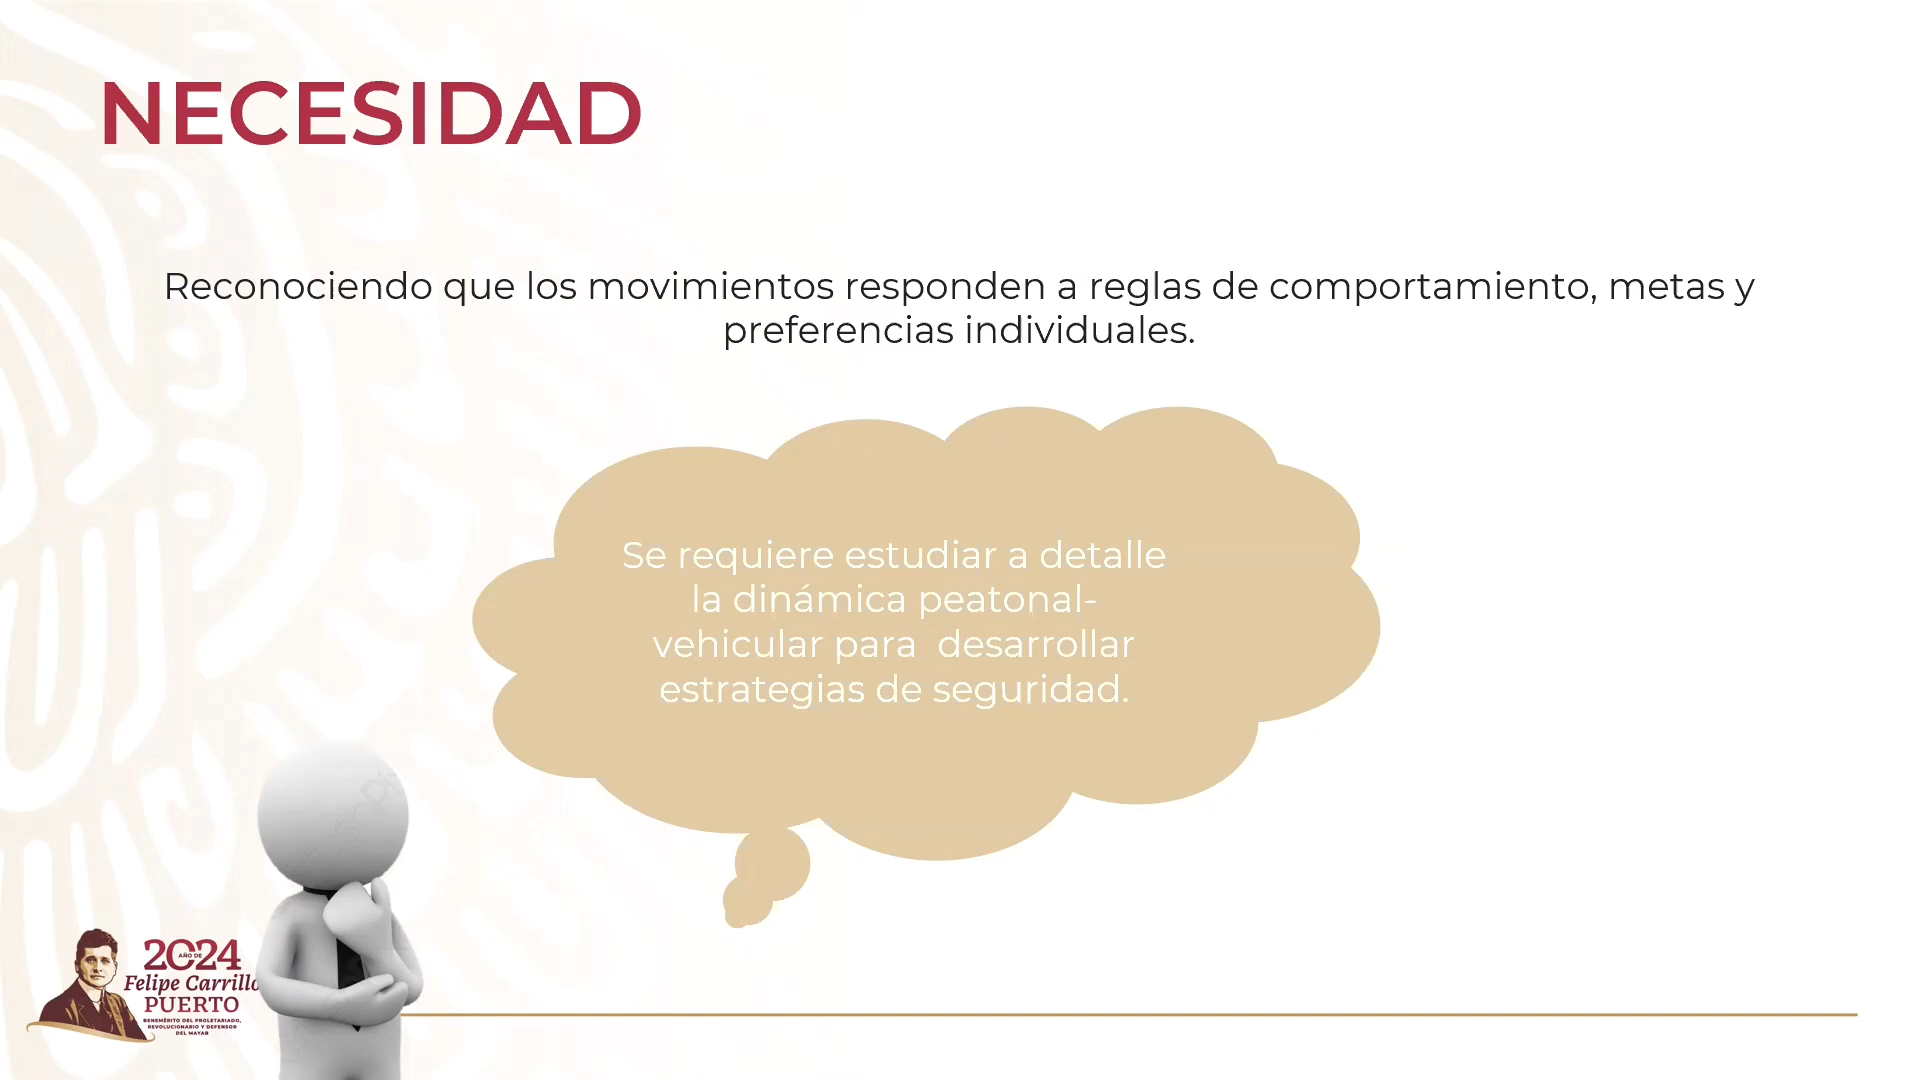 NECESIDAD
Reconociendo que los movimientos responden a reglas de comportamiento, metas y
preferencias individuales.
Se requiere estudiar a detalle
la dinámica peatonal-
vehicular para  desarrollar
estrategias de seguridad.
2024
AÑO DE
Felipe Carrillo
PUERTO
BENEMÉRITO DEL PROLETARIADO,
REVOLUCIONARIO Y DEFENSOR
DEL MAYAB